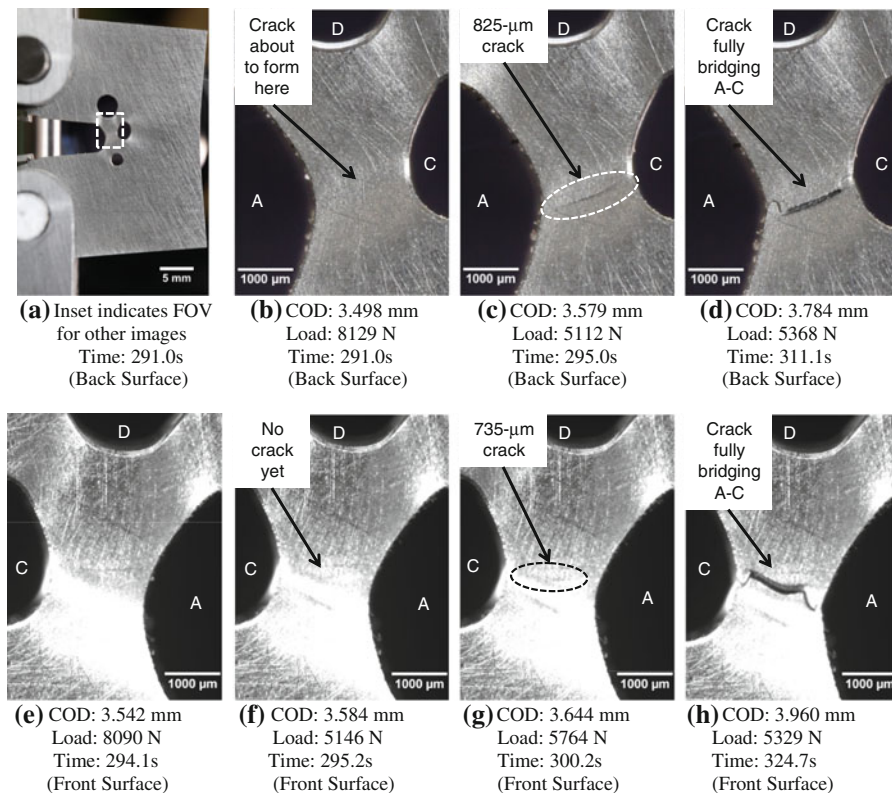 Crack
about
to form
here
D
A
C
1000 µm
825-µm
crack
D
A
C
1000 µm
Crack
fully
bridging
A-C
D
A
C
1000 µm
5 mm
(a) Inset indicates FOV
for other images
Time: 291.0s
(Back Surface)
(b) COD: 3.498 mm
Load: 8129 N
Time: 291.0s
(Back Surface)
(c) COD: 3.579 mm
Load: 5112 N
Time: 295.0s
(Back Surface)
(d) COD: 3.784 mm
Load: 5368 N
Time: 311.1s
(Back Surface)
D
C
A
1000 µm
No
crack
yet
D
C
A
1000 µm
735-µm
crack
D
C
A
1000 µm
Crack
fully
bridging
A-C
D
C
A
1000 µm
(e) COD: 3.542 mm
Load: 8090 N
Time: 294.1s
(Front Surface)
(f) COD: 3.584 mm
Load: 5146 N
Time: 295.2s
(Front Surface)
(g) COD: 3.644 mm
Load: 5764 N
Time: 300.2s
(Front Surface)
(h) COD: 3.960 mm
Load: 5329 N
Time: 324.7s
(Front Surface)